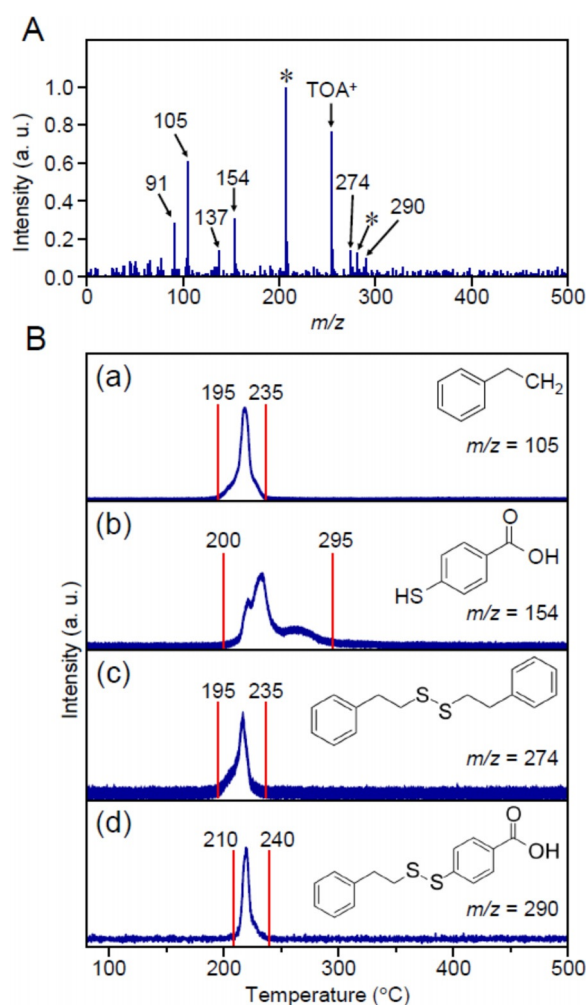 A
Intensity (a. u.)
1.0
0.8
0.6
0.4
0.2
0.0
105
91
137
154
*
TOA+
274
*
290
0 100 200 300 400 500
m/z
B
Intensity (a. u.)
(a)
195 235
CH2
m/z = 105
(b)
200 295
O
OH
HS
m/z = 154
(c)
195 235
S
S
m/z = 274
(d)
210 240
O
OH
S
S
m/z = 290
100 200 300 400 500
Temperature (°C)